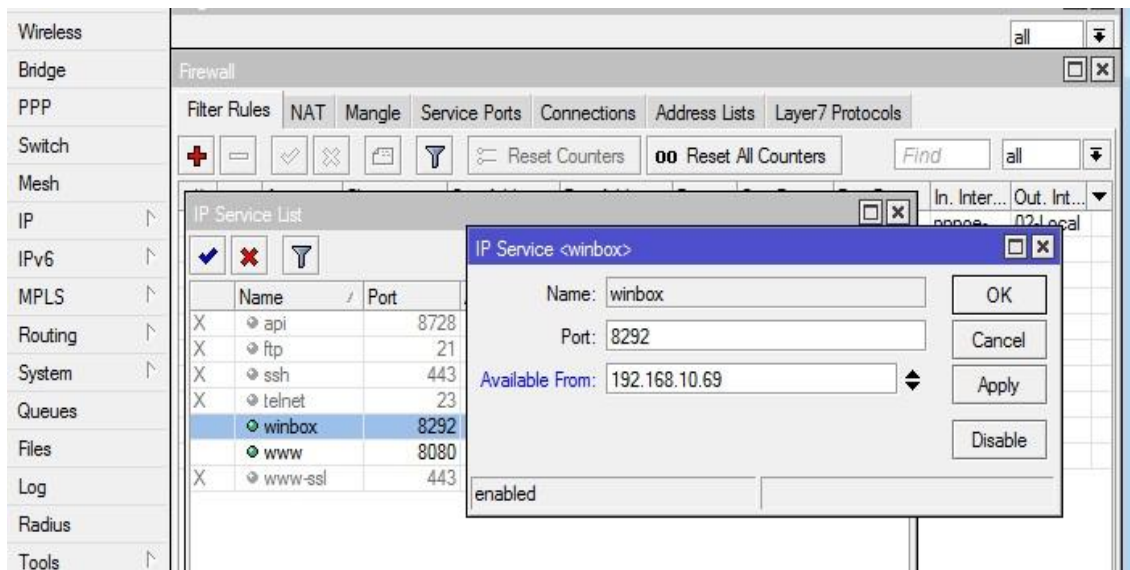 Wireless
Bridge
PPP
Switch
Mesh
IP
IPv6
MPLS
Routing
System
Queues
Files
Log
Radius
Tools
all
Firewall
Filter Rules NAT Mangle Service Ports Connections Address Lists Layer7 Protocols
00 Reset Counters 00 Reset All Counters Find all
In. Inter... Out. Int...
02-Local
IP Service List
Name Port
X api 8728
X ftp 21
X ssh 443
X telnet 23
winbox 8292
www 8080
X www-ssl 443
IP Service <winbox>
Name: winbox
Port: 8292
Available From: 192.168.10.69
OK
Cancel
Apply
Disable
enabled